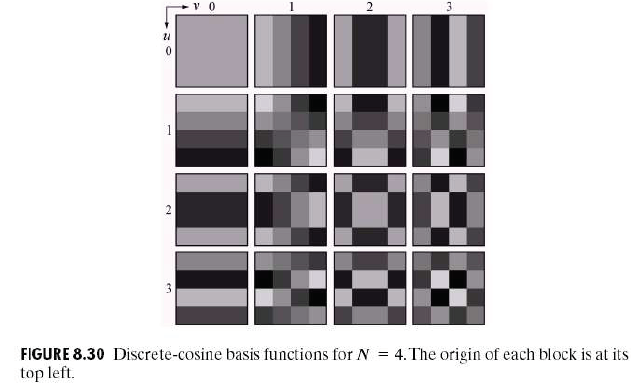 v 0 1 2 3
u
0
1
2
3
FIGURE 8.30 Discrete-cosine basis functions for N = 4. The origin of each block is at its
top left.